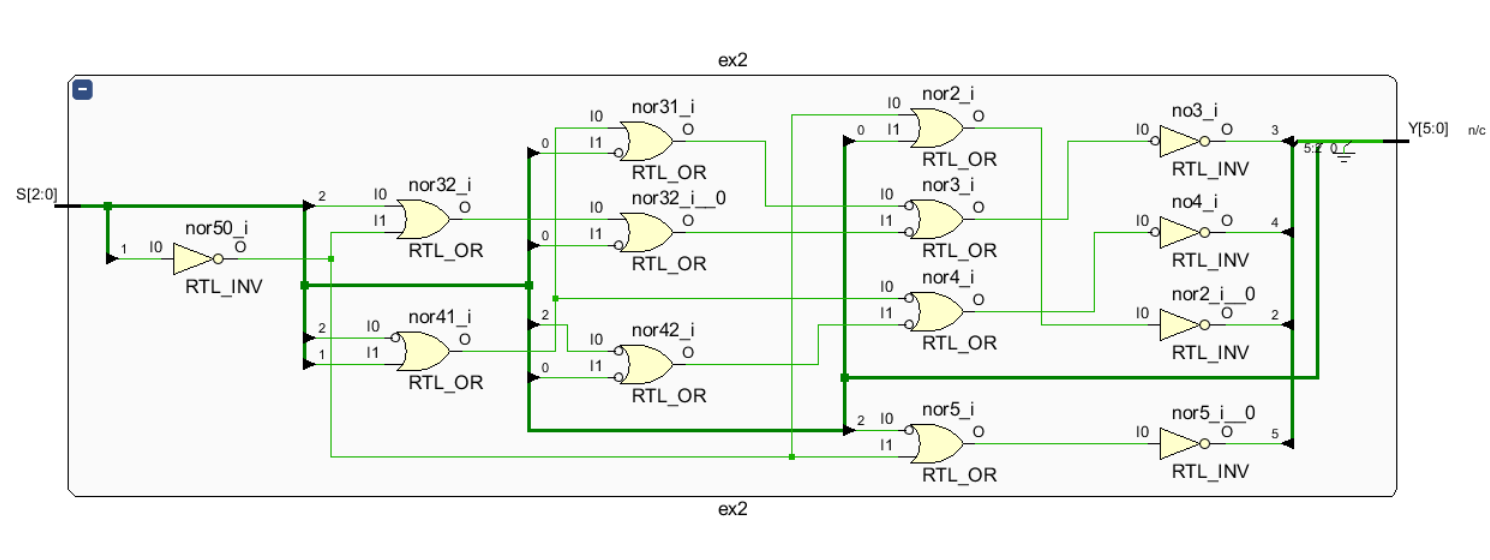 ex2
nor31_i
I0
I1
O
0
RTL_OR
nor2_i
I0
I1
O
0
RTL_OR
no3_i
I0
O
3
RTL_INV
Y[5:0]
n/c
5:2
0
S[2:0]
2
nor32_i
I0
I1
O
RTL_OR
nor32_i__0
I0
I1
O
0
RTL_OR
nor3_i
I0
I1
O
RTL_OR
no4_i
I0
O
4
RTL_INV
1
nor50_i
I0
O
RTL_INV
nor41_i
2
I0
1
I1
O
RTL_OR
nor42_i
2
I0
0
I1
O
RTL_OR
nor4_i
I0
I1
O
RTL_OR
nor2_i__0
I0
O
2
RTL_INV
nor5_i
2
I0
I1
O
RTL_OR
nor5_i__0
I0
O
5
RTL_INV
ex2